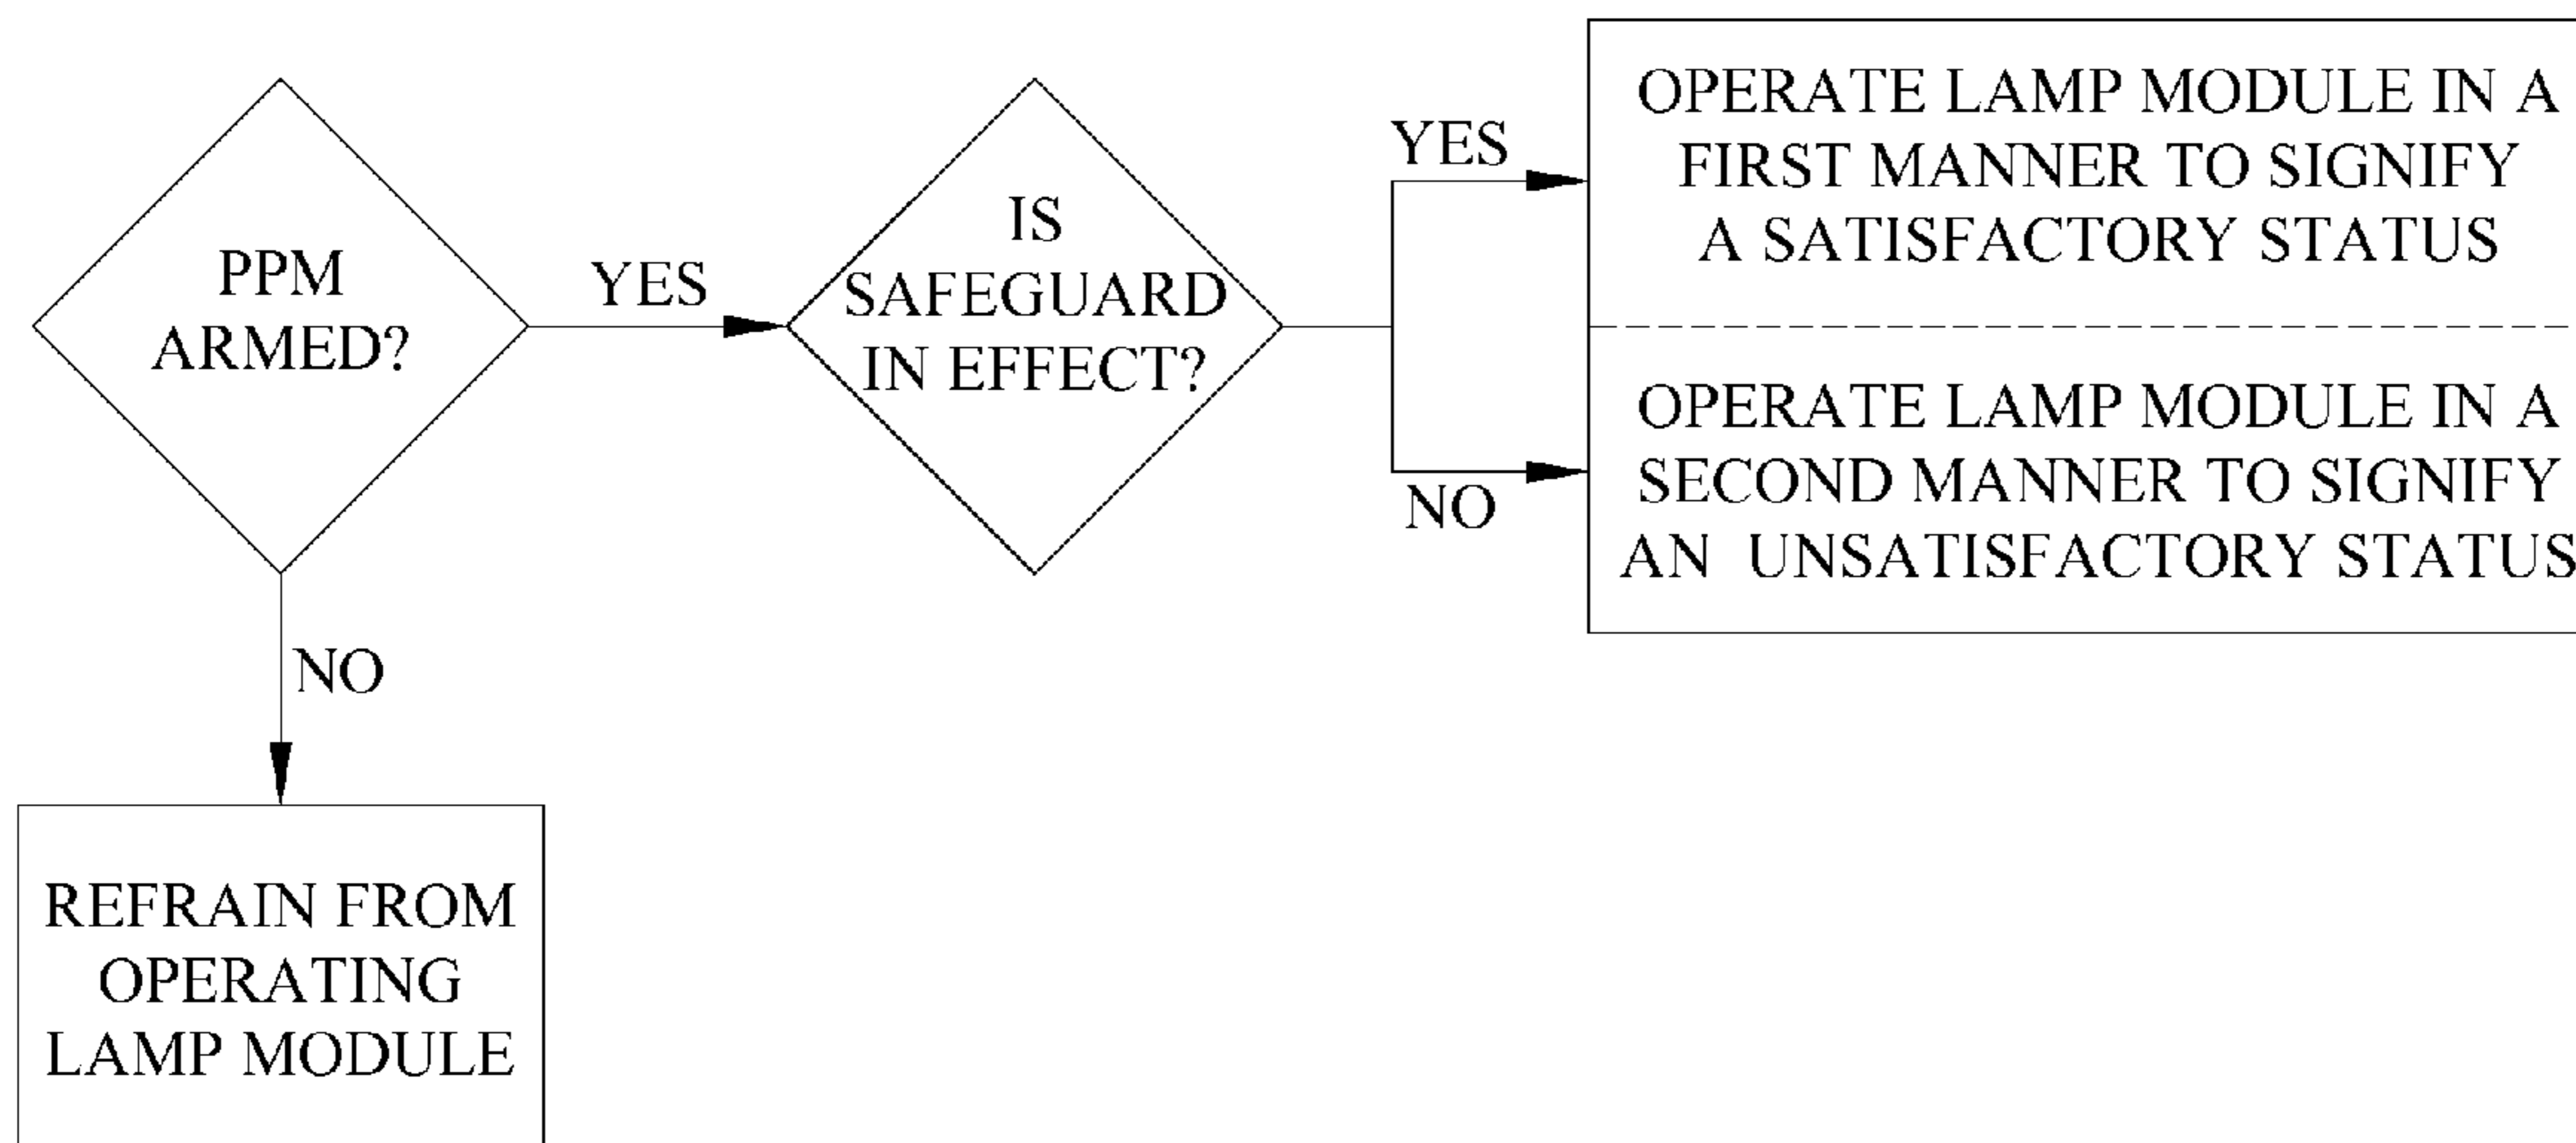 PPM
ARMED?
YES
IS
SAFEGUARD
IN EFFECT?
YES
OPERATE LAMP MODULE IN A
FIRST MANNER TO SIGNIFY
A SATISFACTORY STATUS
NO
OPERATE LAMP MODULE IN A
SECOND MANNER TO SIGNIFY
AN UNSATISFACTORY STATUS
NO
REFRAIN FROM
OPERATING
LAMP MODULE